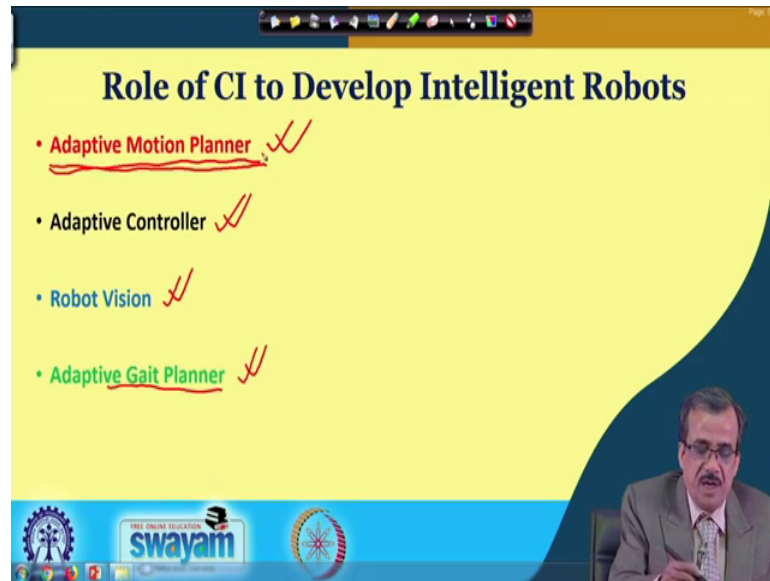 Page
Role of CI to Develop Intelligent Robots
• Adaptive Motion Planner
• Adaptive Controller
• Robot Vision
• Adaptive Gait Planner
FREE ONLINE EDUCATION
swayam